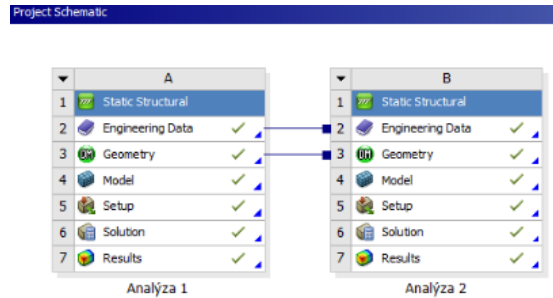 Project Schematic
A
1 Static Structural
2 Engineering Data
3 Geometry
4 Model
5 Setup
6 Solution
7 Results
Analýza 1
B
1 Static Structural
2 Engineering Data
3 Geometry
4 Model
5 Setup
6 Solution
7 Results
Analýza 2